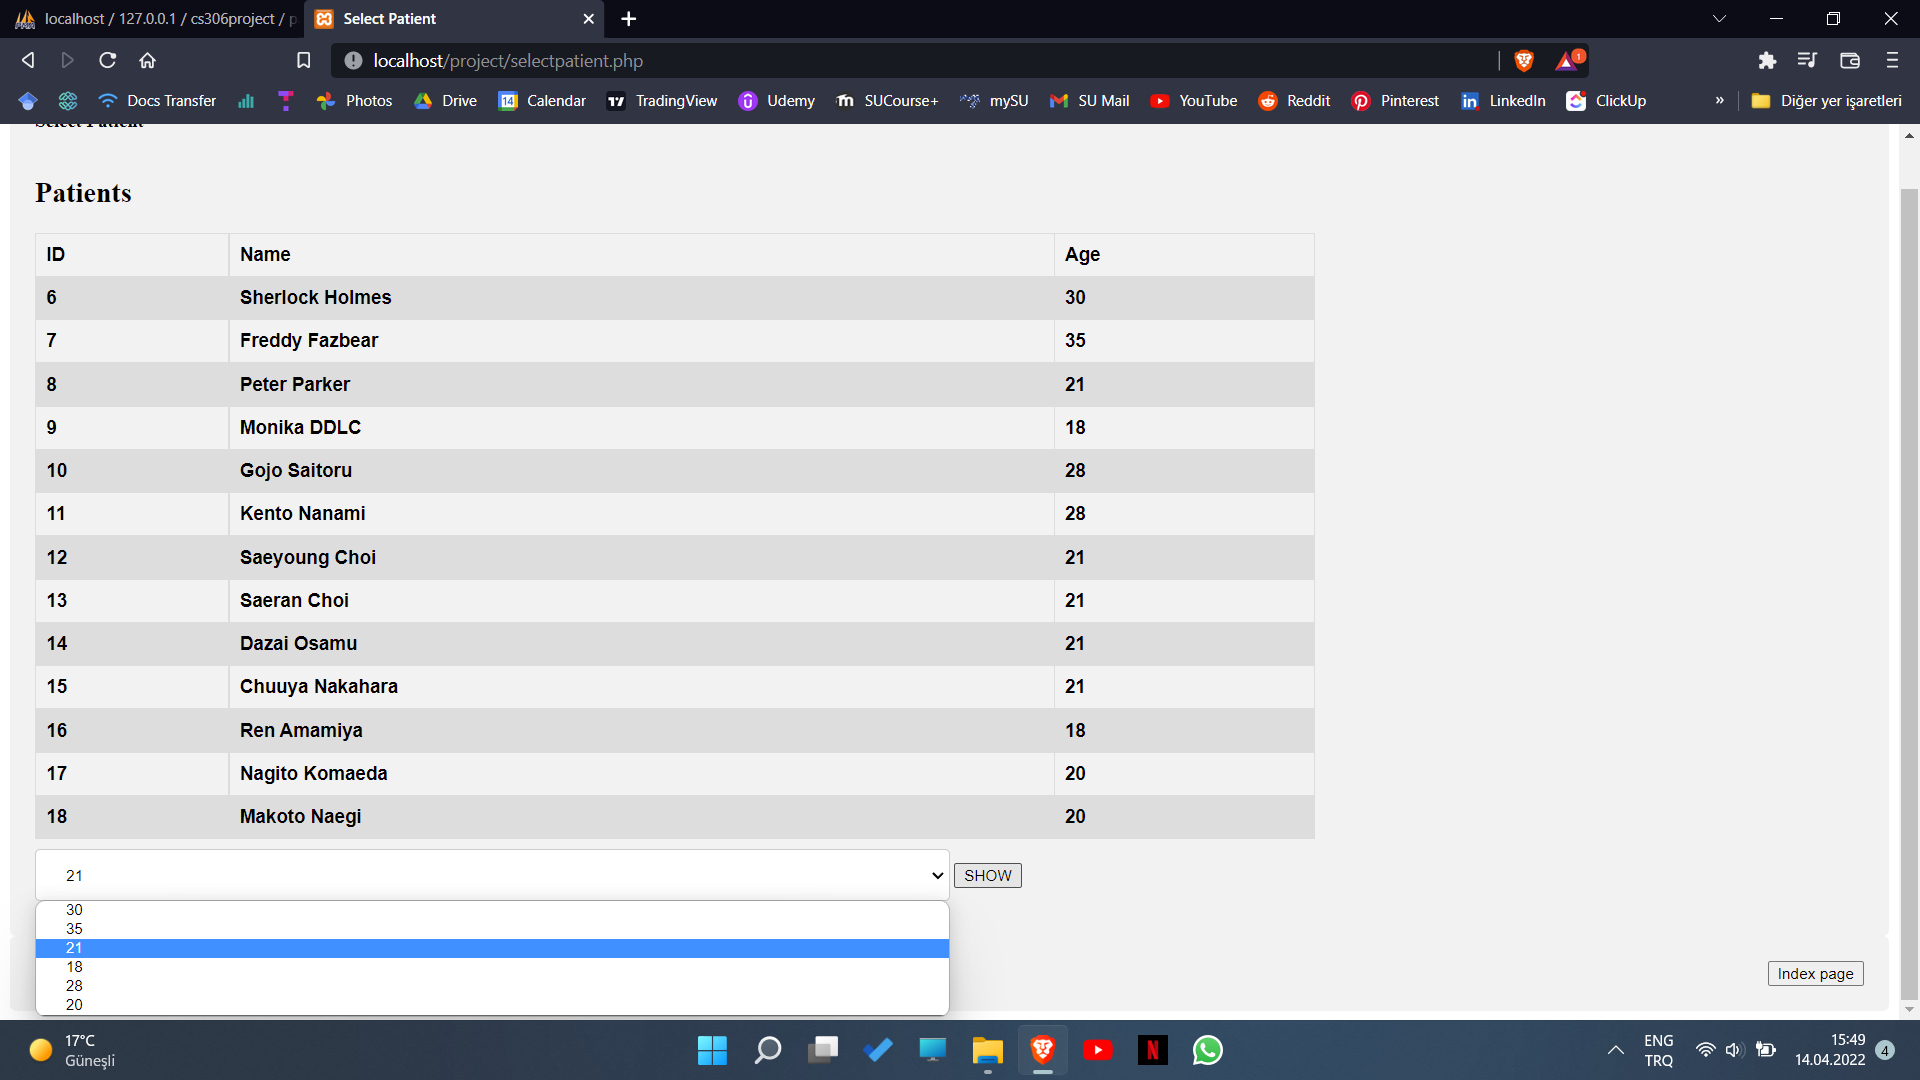 localhost / 127.0.0.1 / cs306project / p
Select Patient
localhost/project/selectpatient.php
1
Docs Transfer
Photos
Drive
14
Calendar
TradingView
Udemy
SUCourse+
mySU
SU Mail
YouTube
Reddit
Pinterest
LinkedIn
ClickUp
»
Diğer yer işaretleri
Select Patient
Patients
ID Name Age
6 Sherlock Holmes 30
7 Freddy Fazbear 35
8 Peter Parker 21
9 Monika DDLC 18
10 Gojo Saitoru 28
11 Kento Nanami 28
12 Saeyoung Choi 21
13 Saeran Choi 21
14 Dazai Osamu 21
15 Chuuya Nakahara 21
16 Ren Amamiya 18
17 Nagito Komaeda 20
18 Makoto Naegi 20
21
SHOW
30
35
21
18
28
20
Index page
17°C
Güneşli
ENG
TRQ
15:49
14.04.2022
4